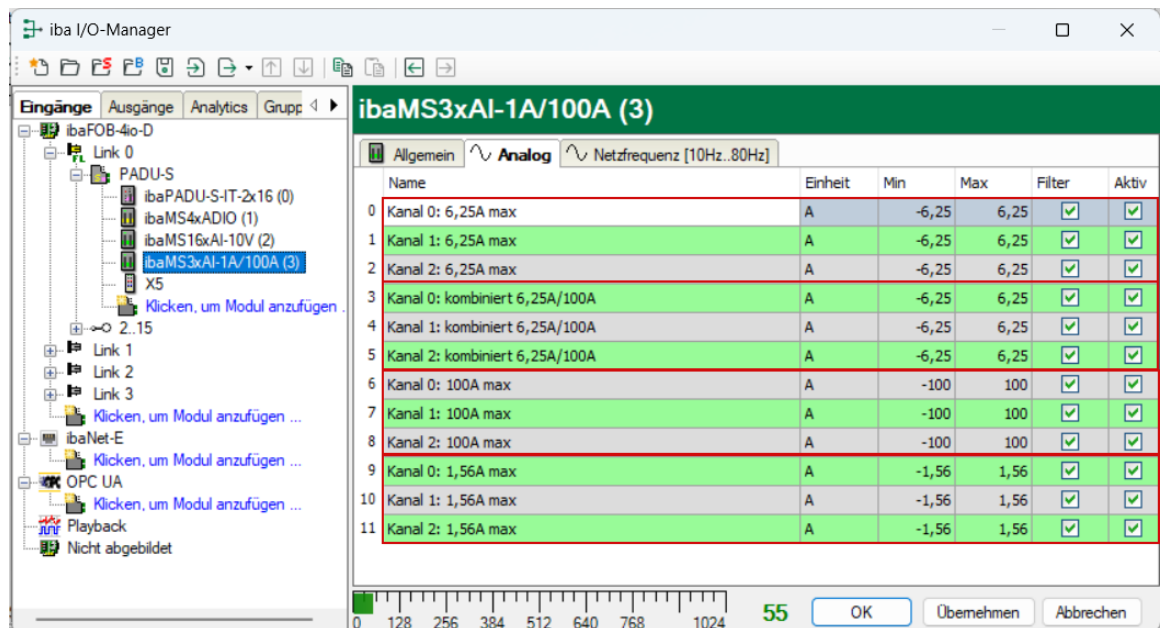 iba I/O-Manager
Eingänge Ausgänge Analytics Grupp
ibaFOB-4io-D
Link 0
PADU-S
ibaPADU-S-IT-2x16 (0)
ibaMS4xADIO (1)
ibaMS16xAI-10V (2)
ibaMS3xAI-1A/100A (3)
X5
Klicken, um Modul anzufügen .
2..15
Link 1
Link 2
Link 3
Klicken, um Modul anzufügen ...
ibaNet-E
Klicken, um Modul anzufügen ...
OPC UA
Klicken, um Modul anzufügen ...
Playback
Nicht abgebildet
ibaMS3xAI-1A/100A (3)
Allgemein Analog Netzfrequenz [10Hz..80Hz]
Name Einheit Min Max Filter Aktiv
0 Kanal 0: 6,25A max A -6,25 6,25
1 Kanal 1: 6,25A max A -6,25 6,25
2 Kanal 2: 6,25A max A -6,25 6,25
3 Kanal 0: kombiniert 6,25A/100A A -6,25 6,25
4 Kanal 1: kombiniert 6,25A/100A A -6,25 6,25
5 Kanal 2: kombiniert 6,25A/100A A -6,25 6,25
6 Kanal 0: 100A max A -100 100
7 Kanal 1: 100A max A -100 100
8 Kanal 2: 100A max A -100 100
9 Kanal 0: 1,56A max A -1,56 1,56
10 Kanal 1: 1,56A max A -1,56 1,56
11 Kanal 2: 1,56A max A -1,56 1,56
0 128 256 384 512 640 768 1024 55 OK Übernehmen Abbrechen